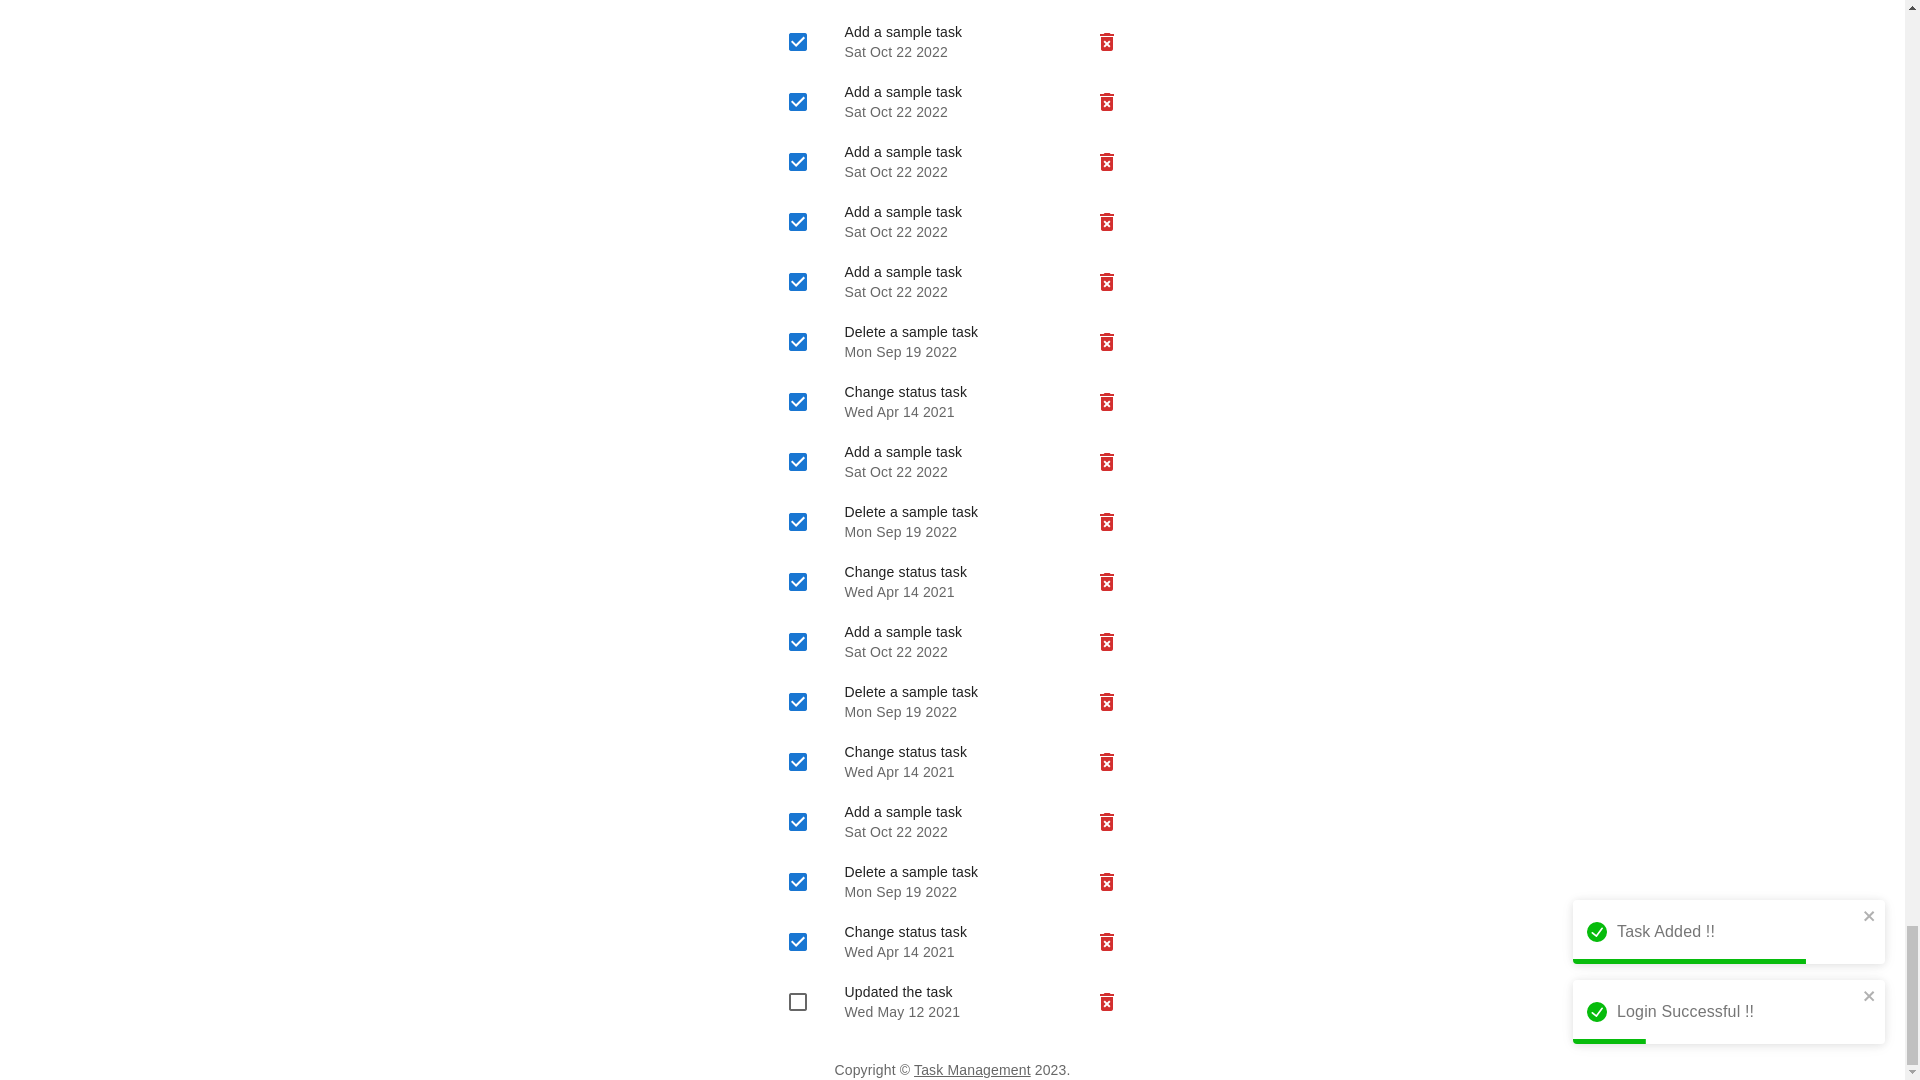 Add a sample task
Sat Oct 22 2022
Add a sample task
Sat Oct 22 2022
Add a sample task
Sat Oct 22 2022
Add a sample task
Sat Oct 22 2022
Add a sample task
Sat Oct 22 2022
Delete a sample task
Mon Sep 19 2022
Change status task
Wed Apr 14 2021
Add a sample task
Sat Oct 22 2022
Delete a sample task
Mon Sep 19 2022
Change status task
Wed Apr 14 2021
Add a sample task
Sat Oct 22 2022
Delete a sample task
Mon Sep 19 2022
Change status task
Wed Apr 14 2021
Add a sample task
Sat Oct 22 2022
Delete a sample task
Mon Sep 19 2022
Change status task
Wed Apr 14 2021
Updated the task
Wed May 12 2021
Task Added !!
Login Successful !!
Copyright © Task Management 2023.